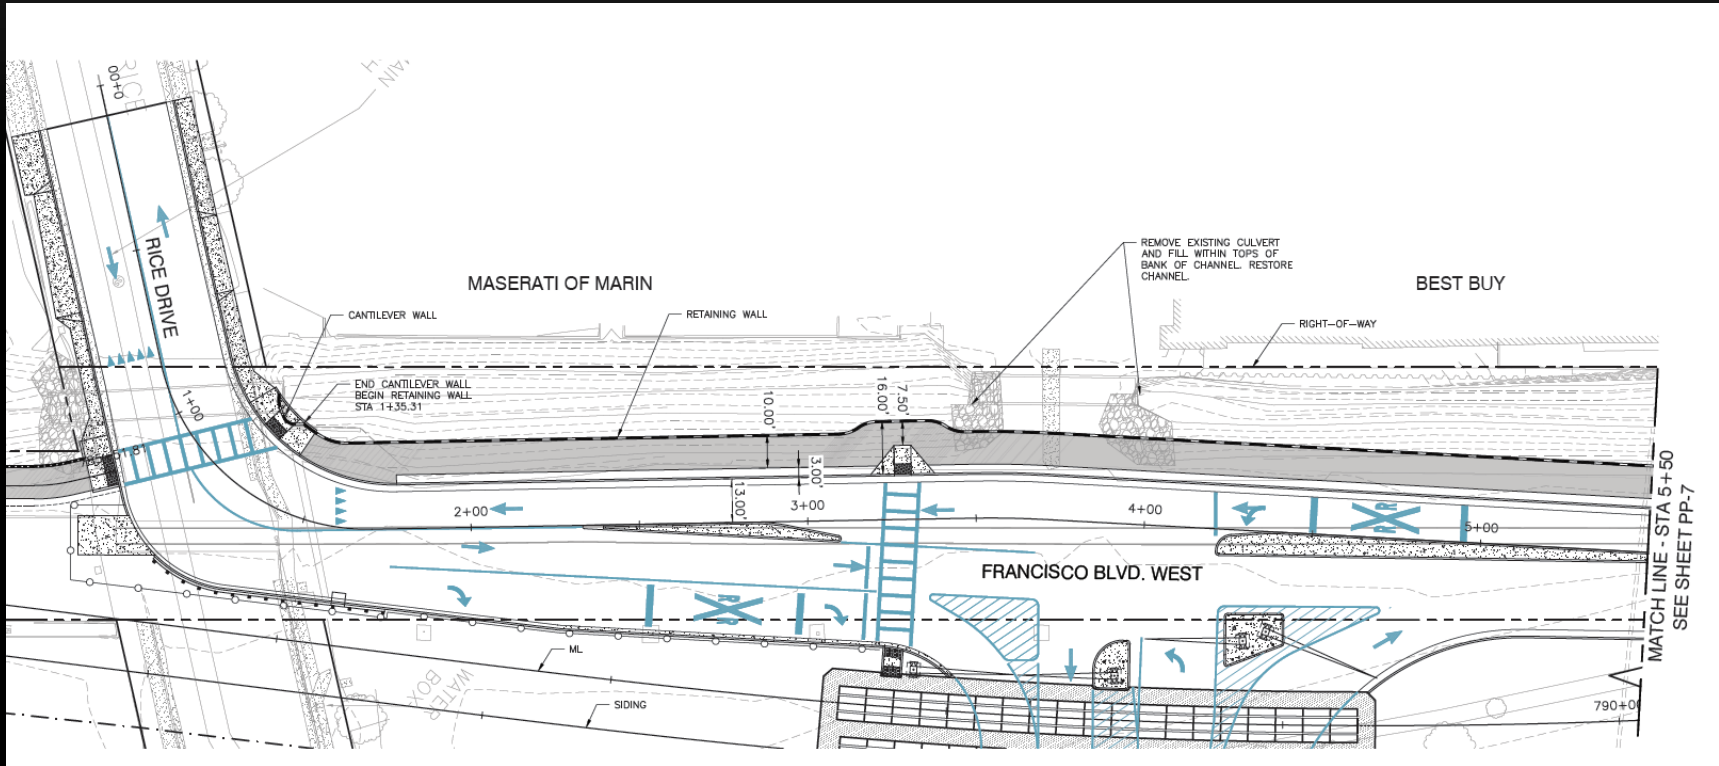 00+0
RICE
MAIN
RICE DRIVE
MASERATI OF MARIN
BEST BUY
REMOVE EXISTING CULVERT
AND FILL WITHIN TOPS OF
BANK OF CHANNEL. RESTORE
CHANNEL.
CANTILEVER WALL
RETAINING WALL
RIGHT-OF-WAY
END CANTILEVER WALL
BEGIN RETAINING WALL
STA 1+35.31
1+00
10.00'
16.00'
7.50'
3.00'
13.00'
2+00
3+00
4+00
5+00
R R
FRANCISCO BLVD. WEST
R R
MATCH LINE - STA 5+50
SEE SHEET PP-7
ML
SIDING
WATER
BOX
790+00